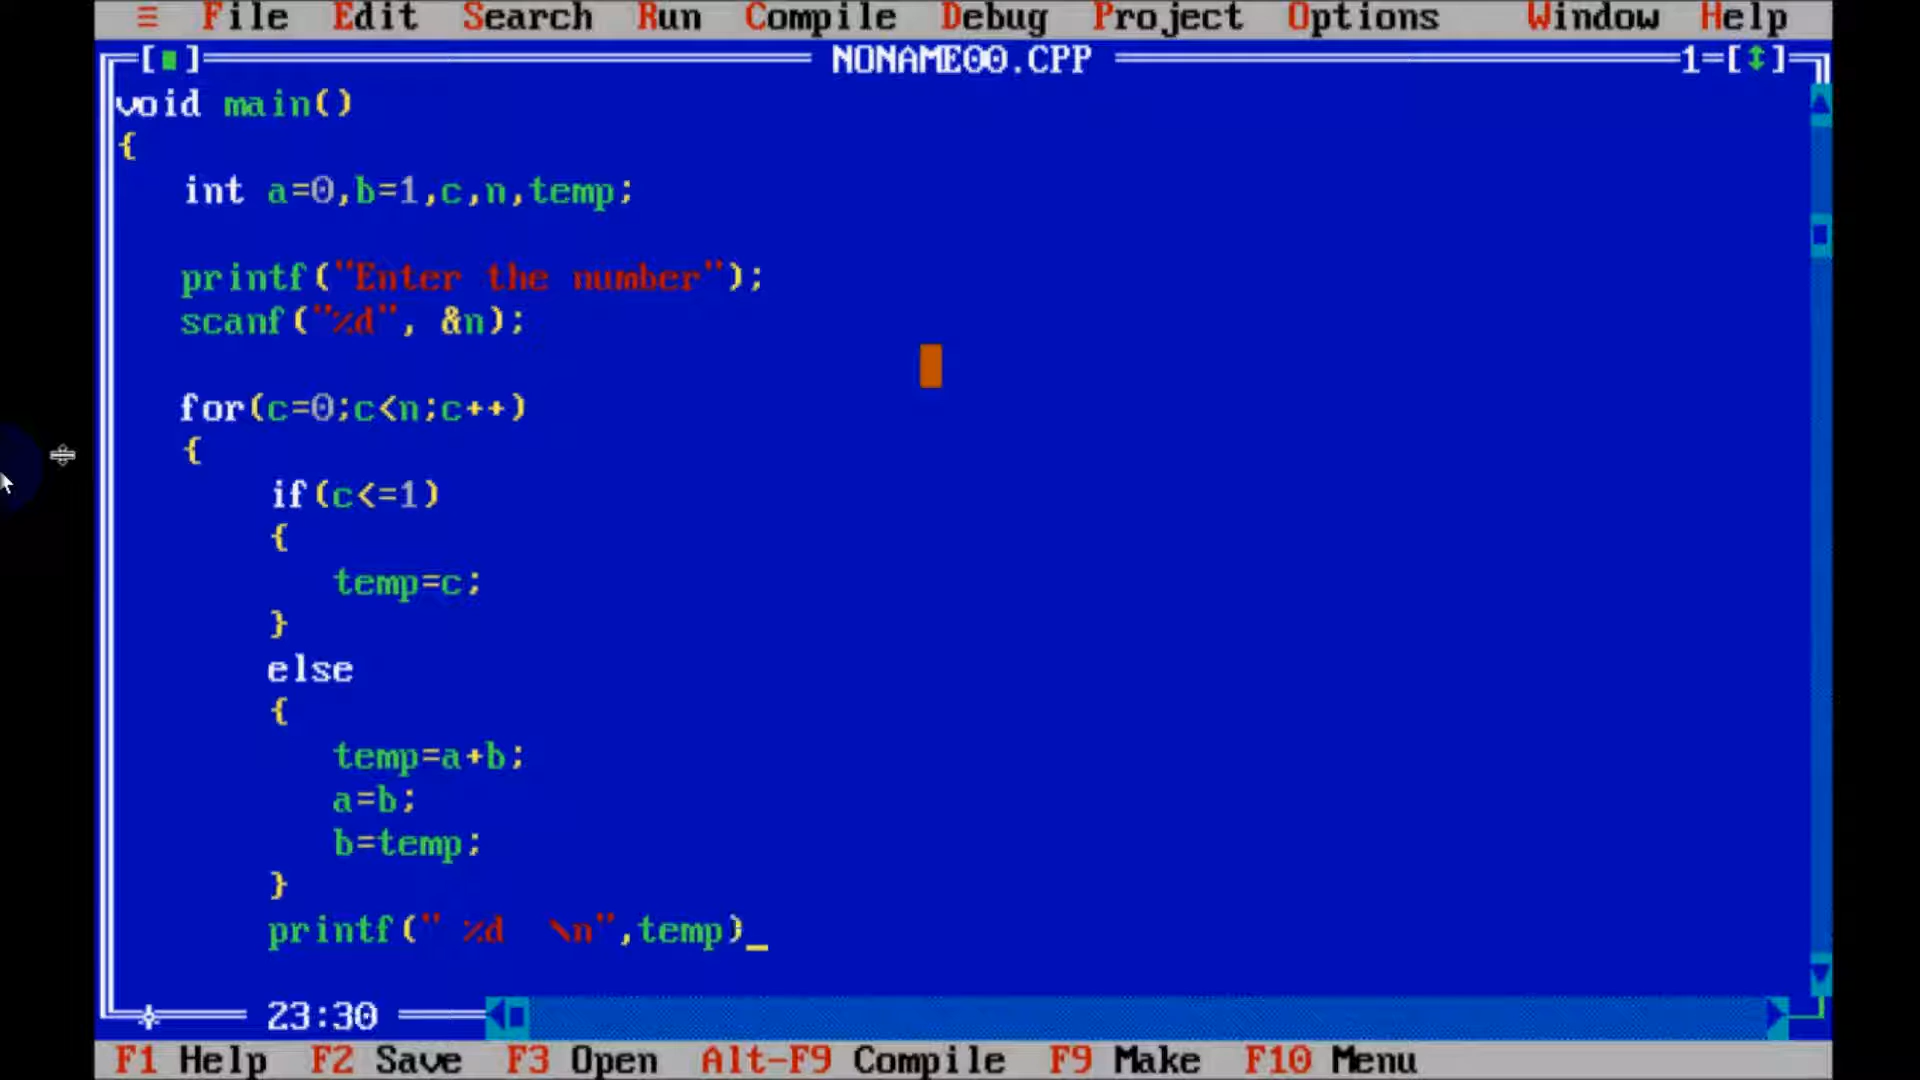 ≡ File Edit Search Run Compile Debug Project Options Window Help
[■] NONAME00.CPP 1=[↕]
void main()
{
int a=0,b=1,c,n,temp;
printf("Enter the number");
scanf("%d", &n);
for(c=0;c<n;c++)
{
if(c<=1)
{
temp=c;
}
else
{
temp=a+b;
a=b;
b=temp;
}
printf(" %d  \n",temp)_
23:30
F1 Help F2 Save F3 Open Alt-F9 Compile F9 Make F10 Menu